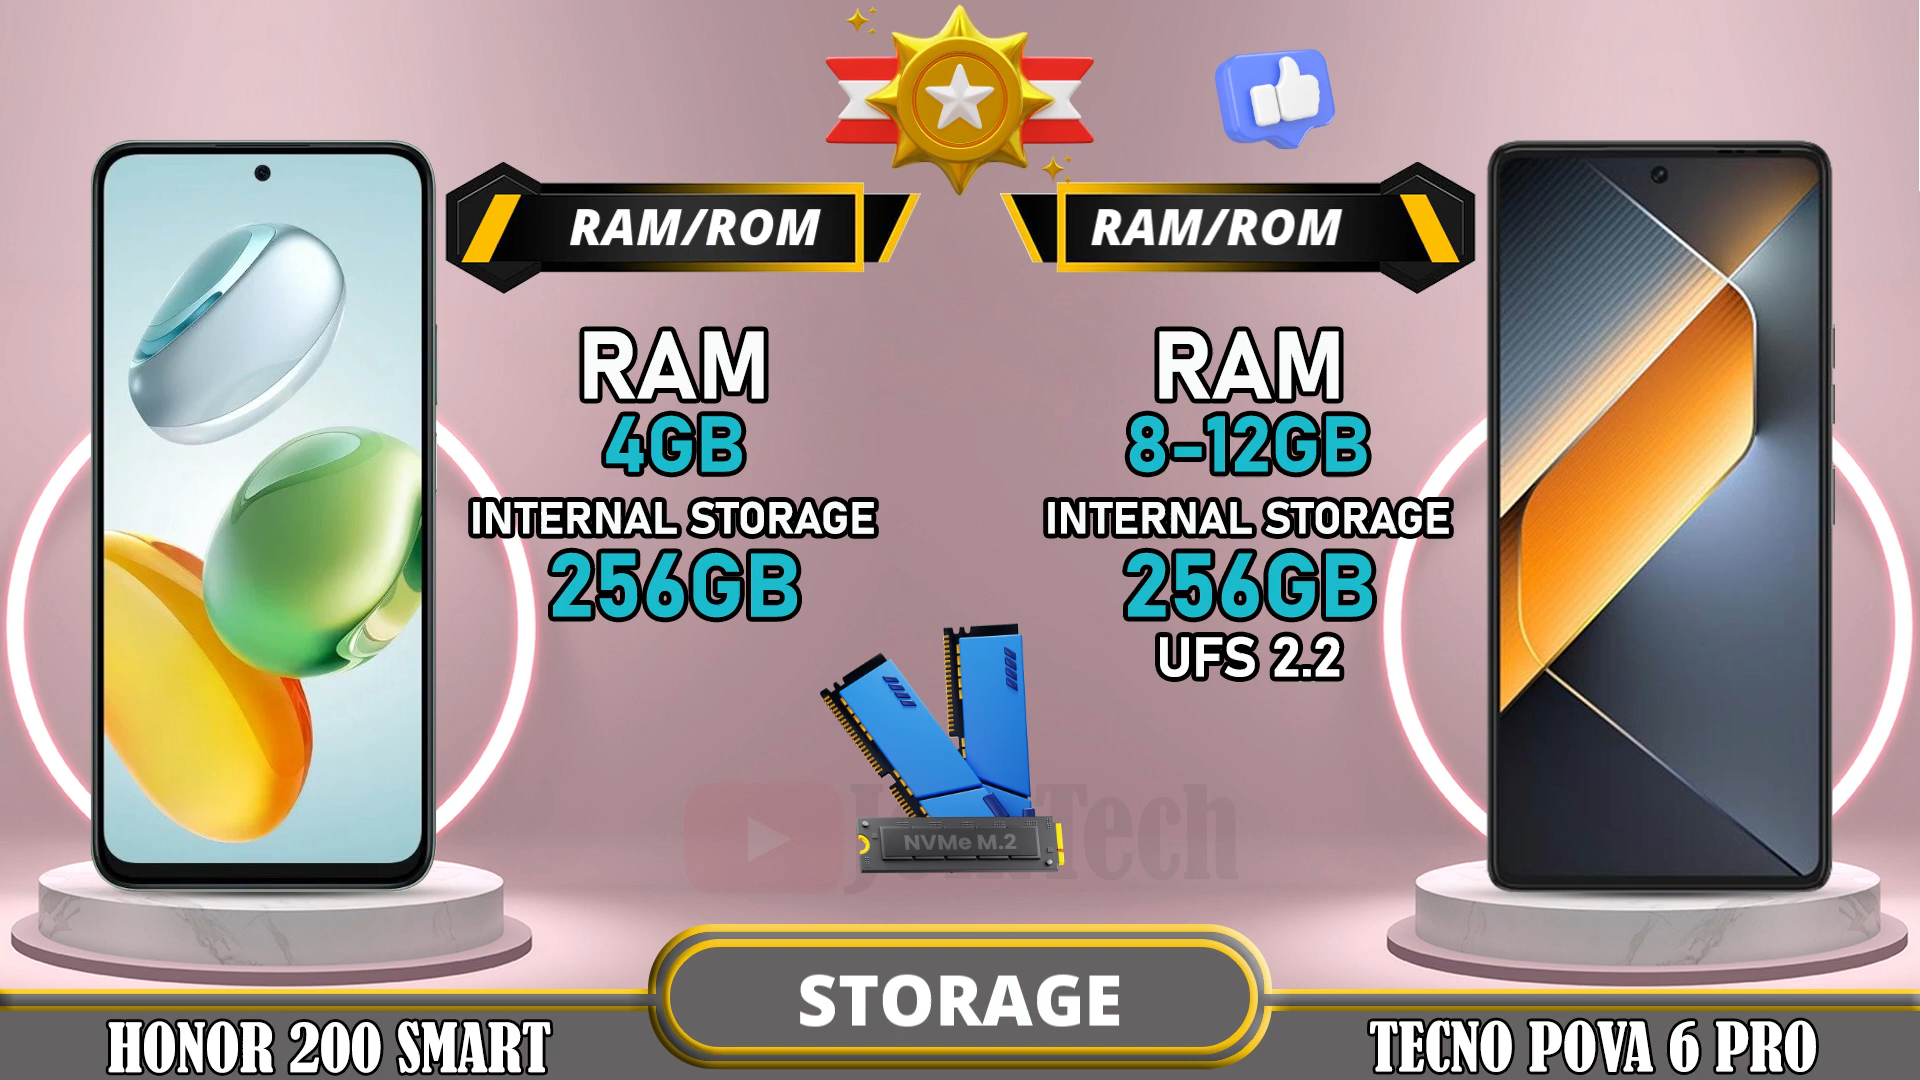 RAM/ROM
RAM
4GB
INTERNAL STORAGE
256GB
RAM/ROM
RAM
8-12GB
INTERNAL STORAGE
256GB
UFS 2.2
NVMe M.2
STORAGE
HONOR 200 SMART
TECNO POVA 6 PRO